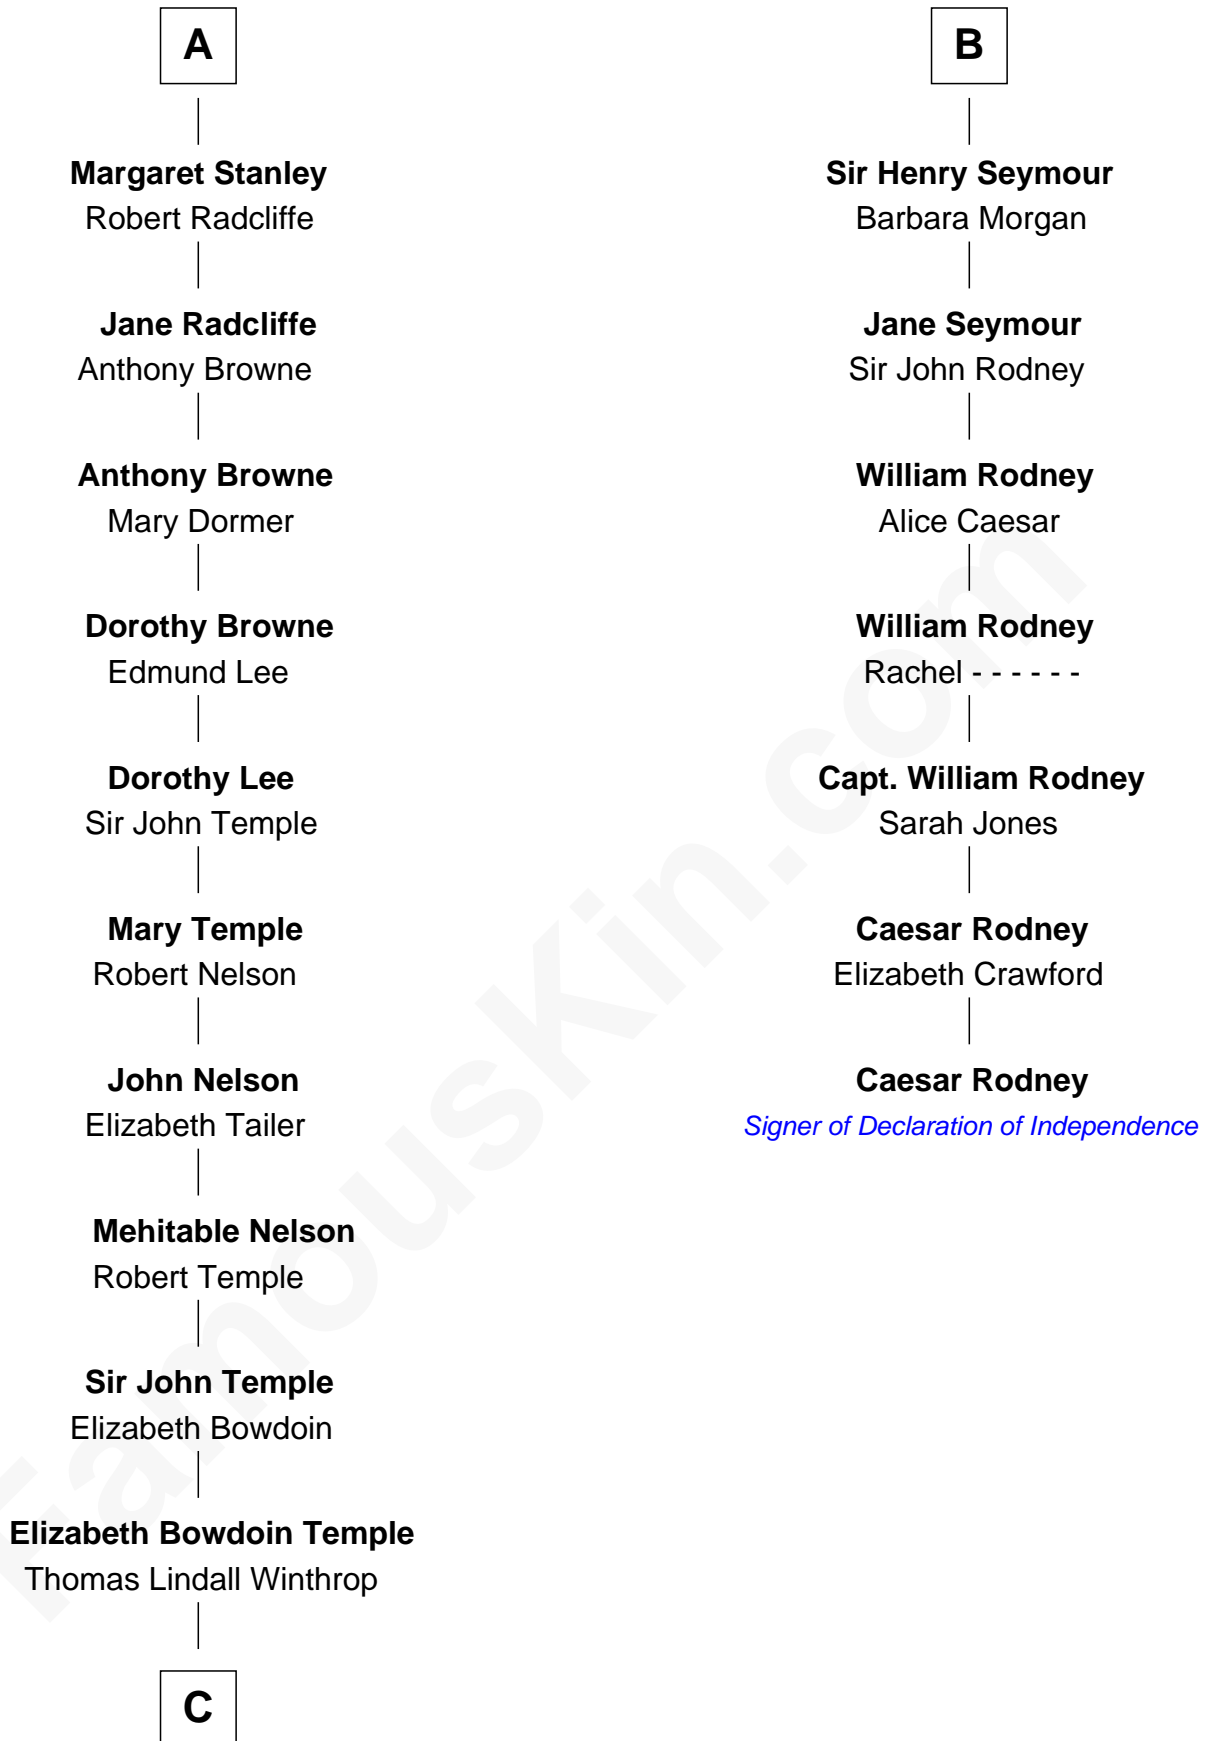 A
Margaret Stanley
Robert Radcliffe
Jane Radcliffe
Anthony Browne
Anthony Browne
Mary Dormer
Dorothy Browne
Edmund Lee
Dorothy Lee
Sir John Temple
Mary Temple
Robert Nelson
John Nelson
Elizabeth Tailer
Mehitable Nelson
Robert Temple
Sir John Temple
Elizabeth Bowdoin
Elizabeth Bowdoin Temple
Thomas Lindall Winthrop
C
B
Sir Henry Seymour
Barbara Morgan
Jane Seymour
Sir John Rodney
William Rodney
Alice Caesar
William Rodney
Rachel - - - - - -
Capt. William Rodney
Sarah Jones
Caesar Rodney
Elizabeth Crawford
Caesar Rodney
Signer of Declaration of Independence
FamousKin.com